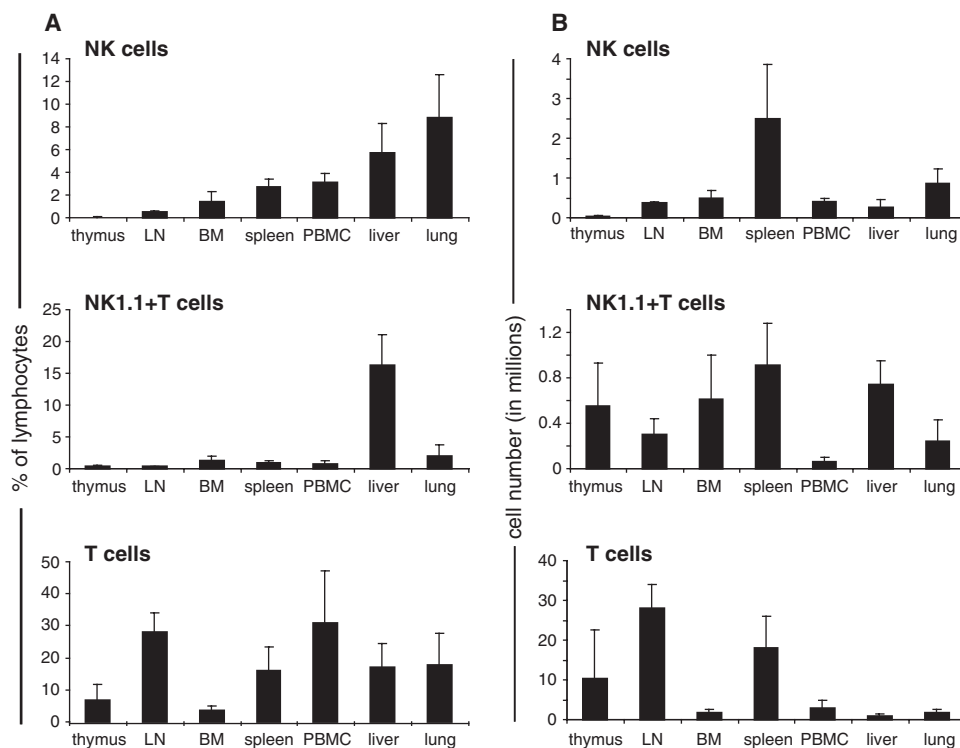 A
NK cells
14
12
10
8
6
4
2
0
thymus LN BM spleen PBMC liver lung
NK1.1+T cells
25
20
15
10
5
0
thymus LN BM spleen PBMC liver lung
T cells
50
40
30
20
10
0
thymus LN BM spleen PBMC liver lung
% of lymphocytes
B
NK cells
4
3
2
1
0
thymus LN BM spleen PBMC liver lung
NK1.1+T cells
1.2
0.8
0.4
0
thymus LN BM spleen PBMC liver lung
T cells
40
30
20
10
0
thymus LN BM spleen PBMC liver lung
cell number (in millions)